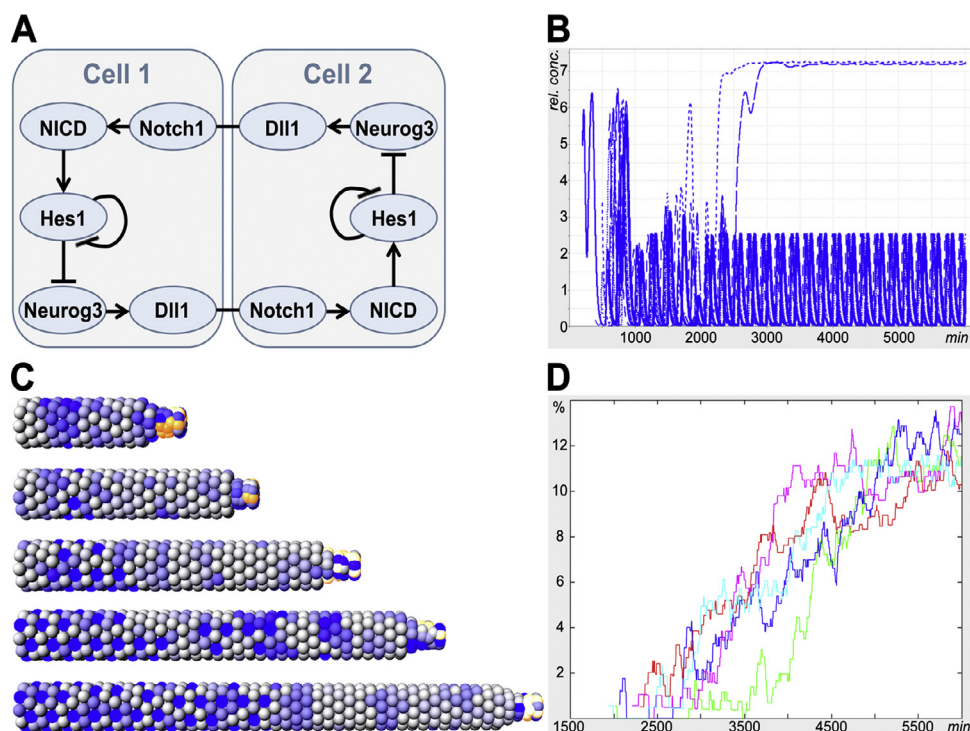 A
Cell 1
Cell 2
NICD
Notch1
Dll1
Neurog3
Hes1
Hes1
Neurog3
Dll1
Notch1
NICD
B
rel. conc.
7
6
5
4
3
2
1
0
1000
2000
3000
4000
5000
min
C
D
%
12
10
8
6
4
2
1500
2500
3500
4500
5500
min